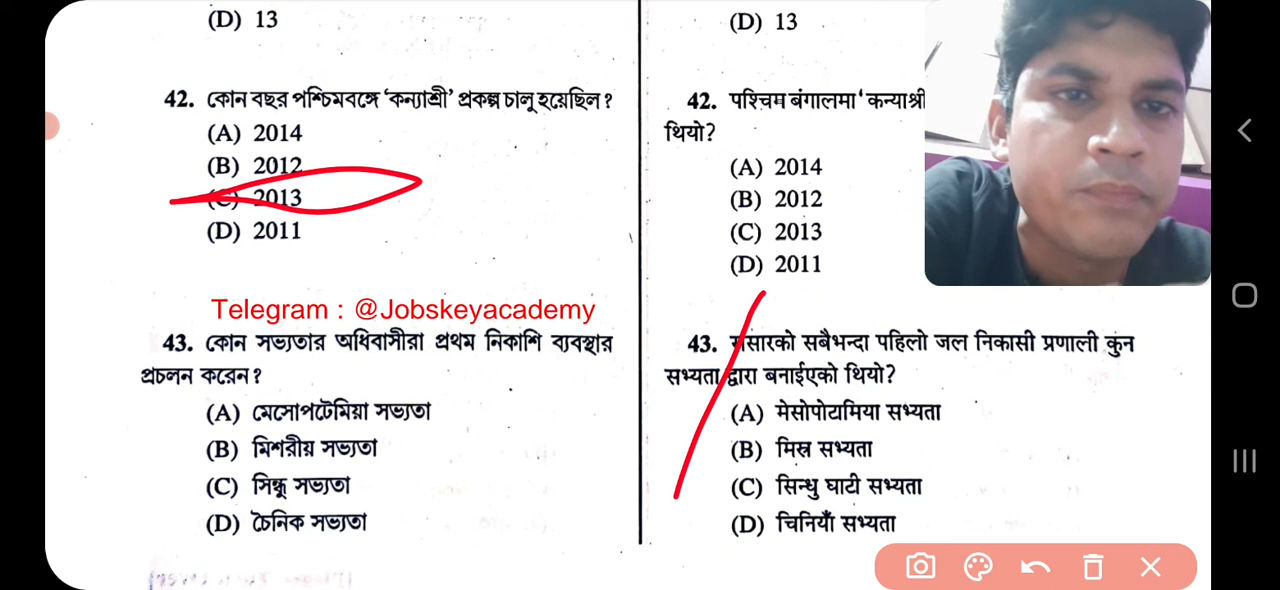 (D) 13
42. কোন বছর পশ্চিমবঙ্গে ‘কন্যাশ্রী’ প্রকল্প চালু হয়েছিল?
(A) 2014
(B) 2012
(C) 2013
(D) 2011
Telegram : @Jobskeyacademy
43. কোন সভ্যতার অধিবাসীরা প্রথম নিকাশি ব্যবস্থার
প্রচলন করেন?
(A) মেসোপটেমিয়া সভ্যতা
(B) মিশরীয় সভ্যতা
(C) সিন্ধু সভ্যতা
(D) চৈনিক সভ্যতা
(D) 13
42. पश्चिम बंगालमा ‘कन्याश्री
थियो?
(A) 2014
(B) 2012
(C) 2013
(D) 2011
43. संसारको सबैभन्दा पहिलो जल निकासी प्रणाली कुन
सभ्यता द्वारा बनाईएको थियो?
(A) मेसोपोटामिया सभ्यता
(B) मिस्र सभ्यता
(C) सिन्धु घाटी सभ्यता
(D) चिनियाँ सभ्यता